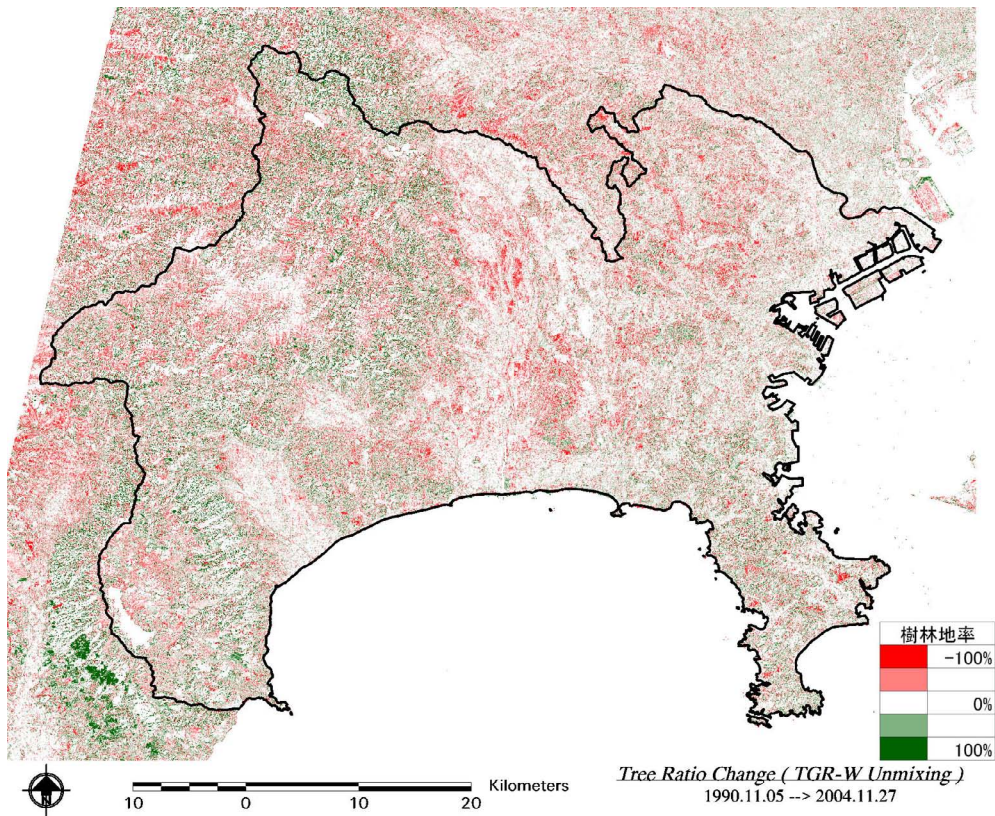 樹林地率
-100%
0%
100%
N
10 0 10 20 Kilometers
Tree Ratio Change ( TGR-W Unmixing )
1990.11.05 --> 2004.11.27